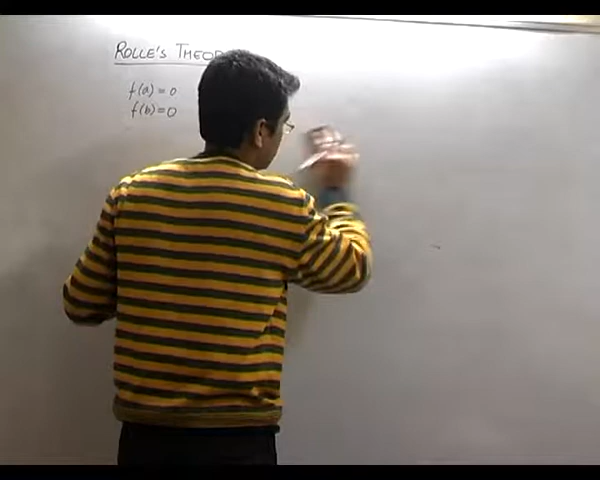 ROLLE'S THEOR
f(a) = 0
f(b) = 0